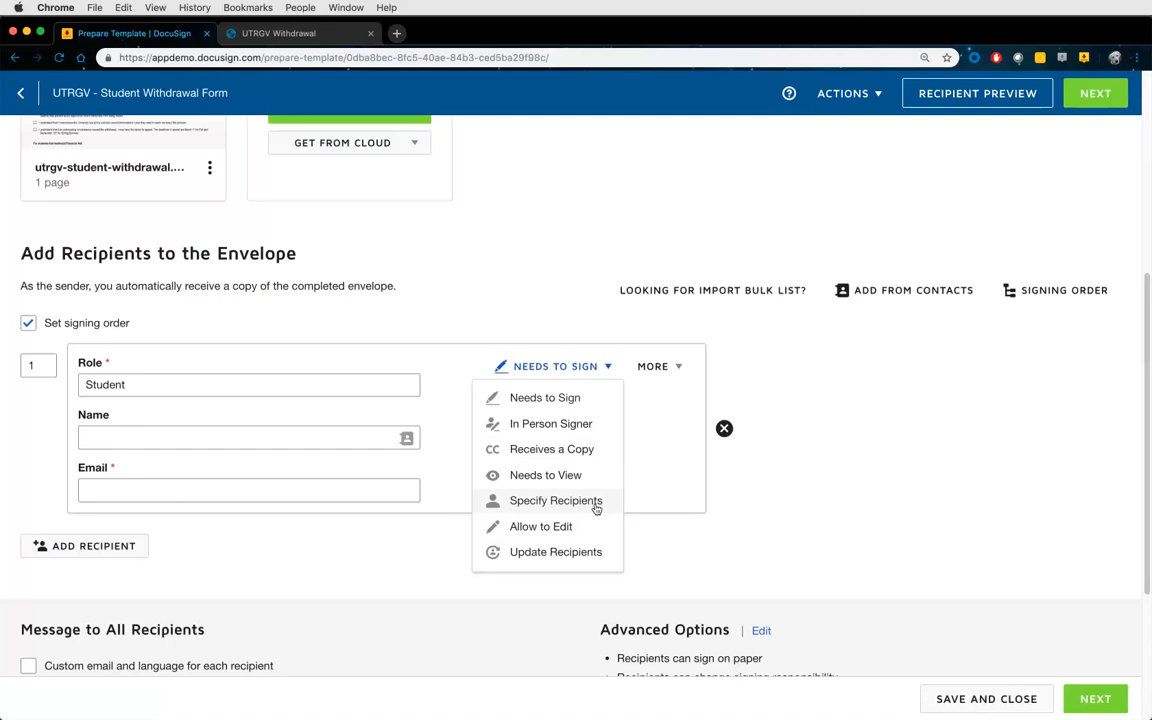 Chrome File Edit View History Bookmarks People Window Help
Prepare Template | DocuSign × UTRGV Withdrawal × +
https://appdemo.docusign.com/prepare-template/0dba8bec-8fc5-40ae-84b3-ced5ba29f98c/
UTRGV - Student Withdrawal Form ACTIONS RECIPIENT PREVIEW NEXT
GET FROM CLOUD
utrgv-student-withdrawal....
1 page
Add Recipients to the Envelope
As the sender, you automatically receive a copy of the completed envelope.
LOOKING FOR IMPORT BULK LIST? ADD FROM CONTACTS SIGNING ORDER
Set signing order
1
Role *
NEEDS TO SIGN MORE
Student
Name
Email *
Needs to Sign
In Person Signer
CC Receives a Copy
Needs to View
Specify Recipients
Allow to Edit
Update Recipients
ADD RECIPIENT
Message to All Recipients
Custom email and language for each recipient
Advanced Options | Edit
• Recipients can sign on paper
• Recipients can change signing responsibility
SAVE AND CLOSE NEXT